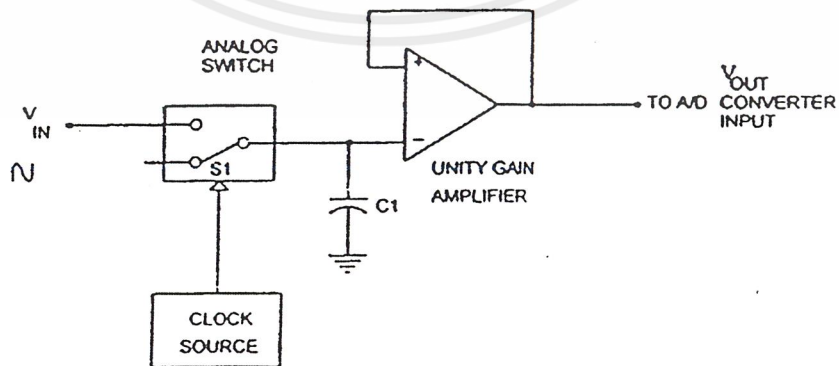 ANALOG
SWITCH
V
IN
S1
C1
+
−
UNITY GAIN
AMPLIFIER
V
OUT
TO A/D CONVERTER
INPUT
CLOCK
SOURCE